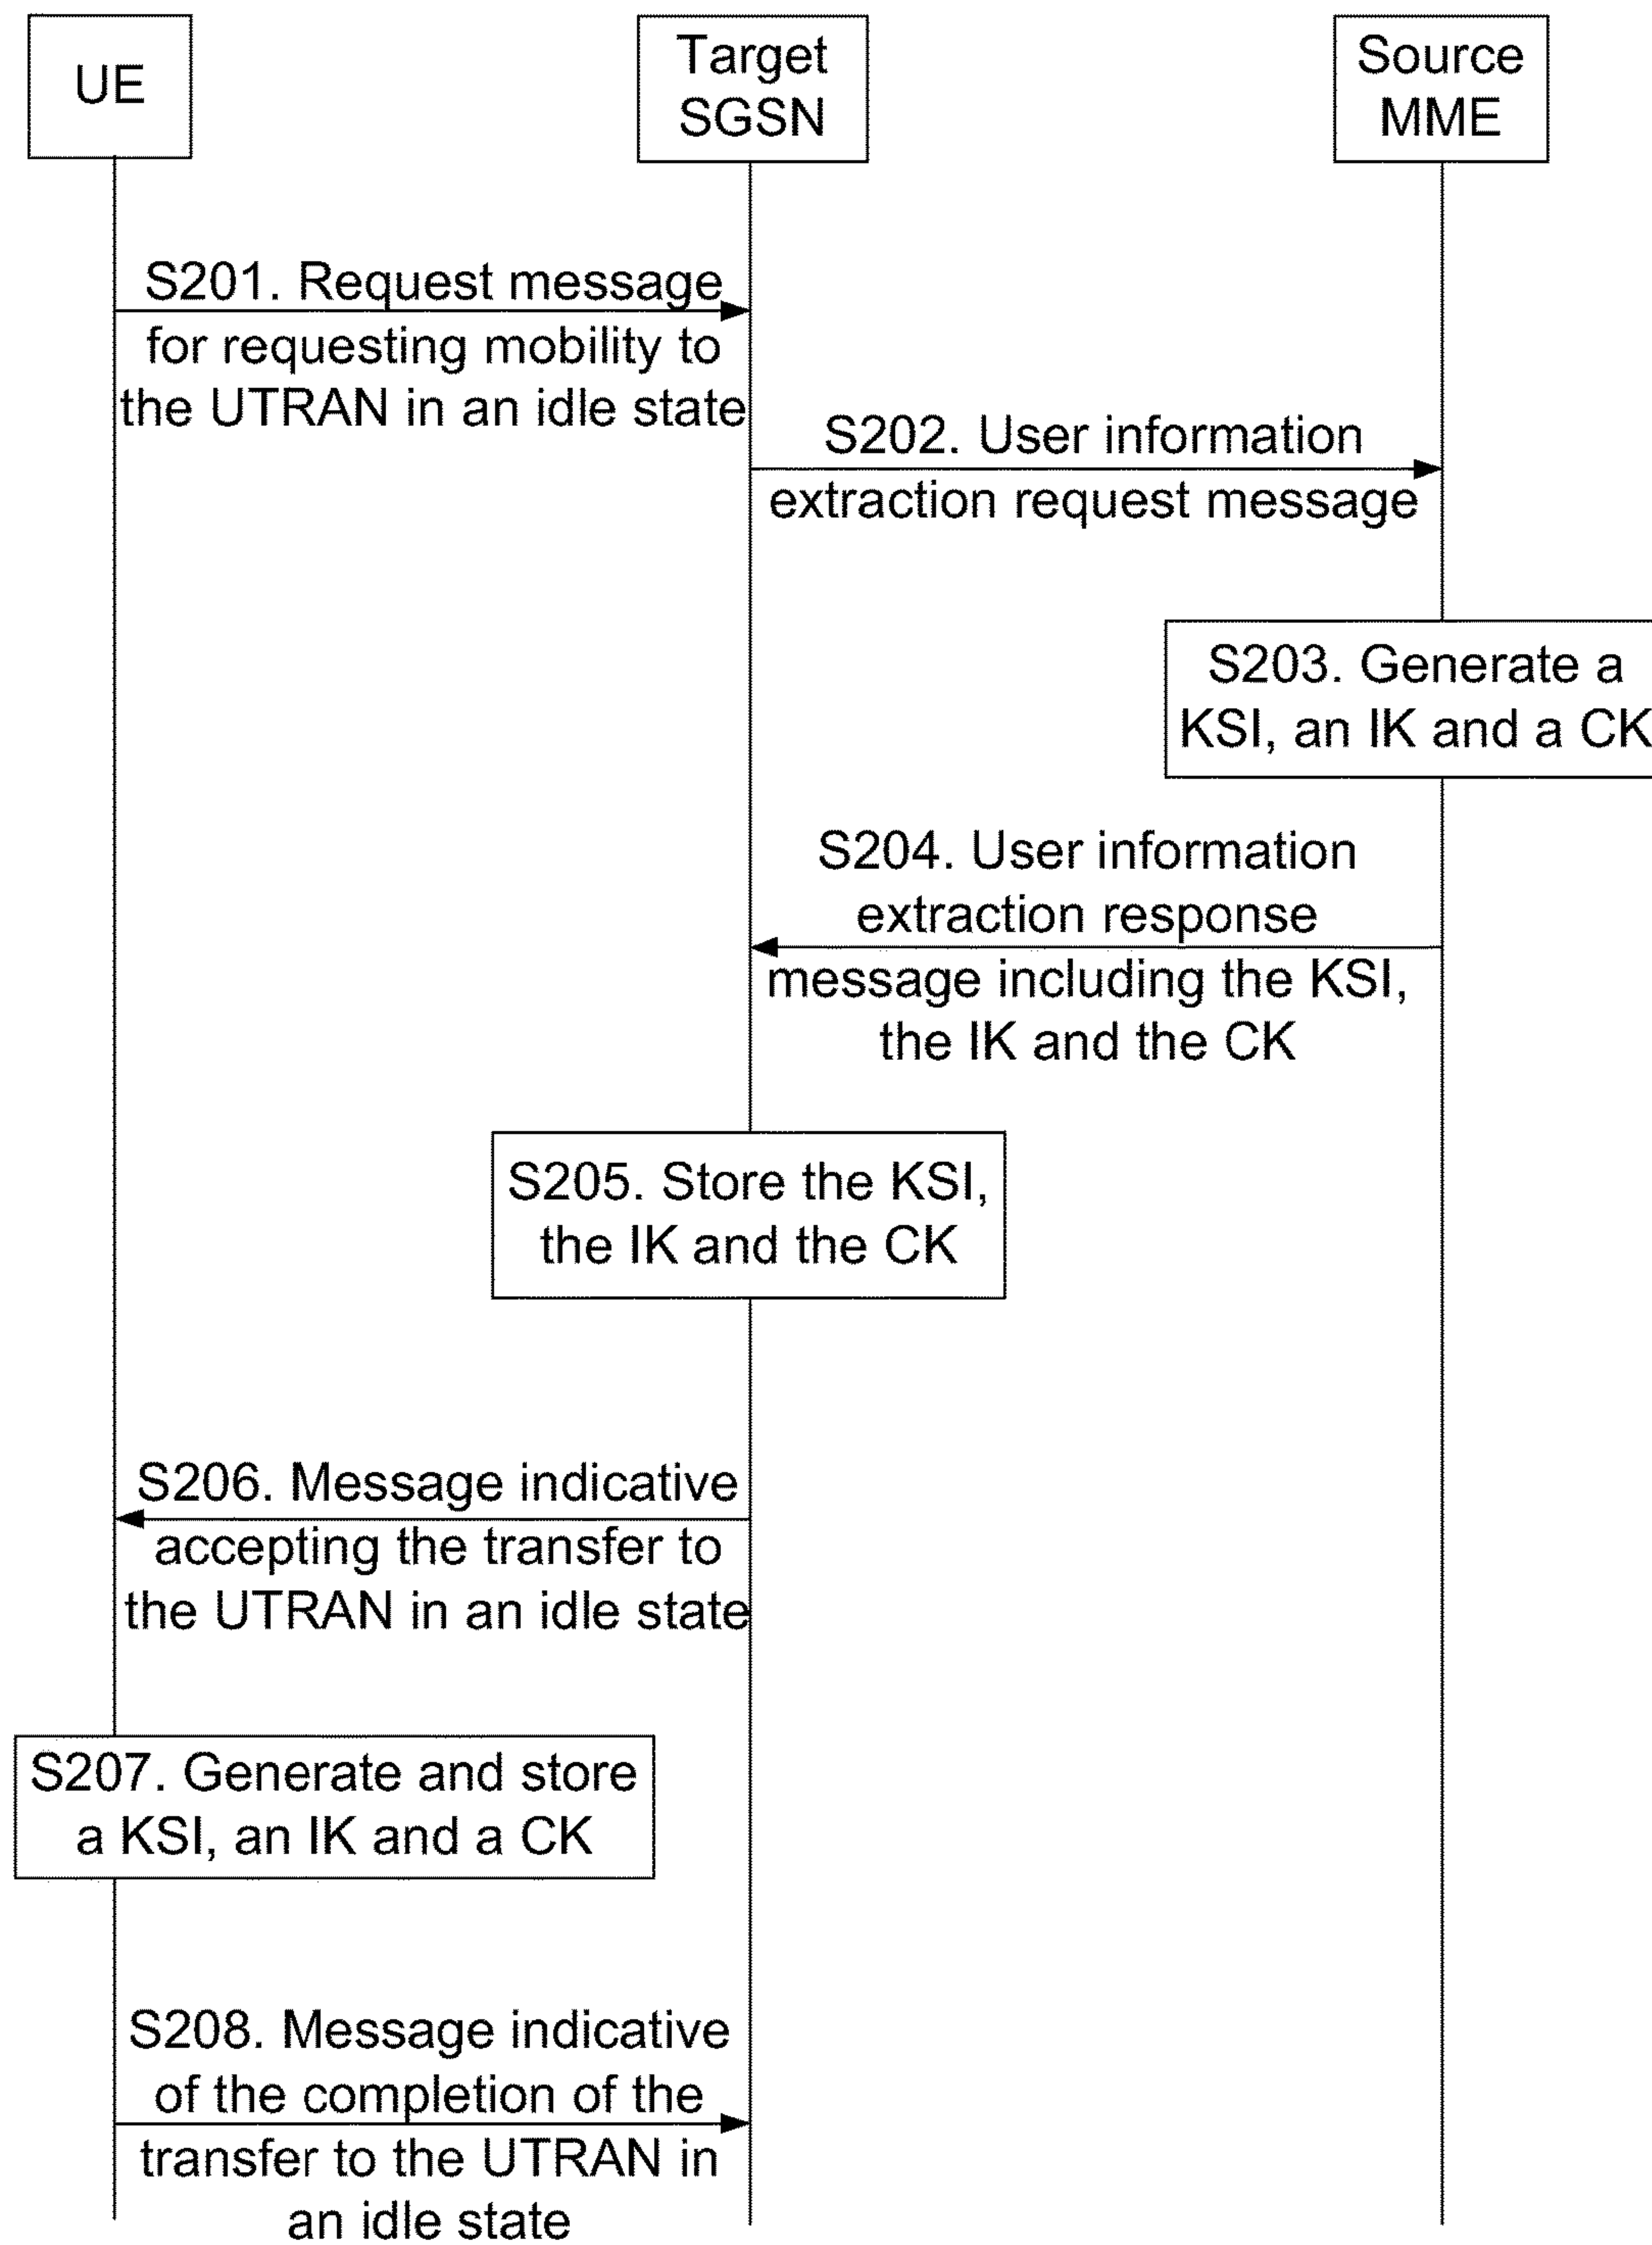 UE
Target
SGSN
Source
MME
S201. Request message
for requesting mobility to
the UTRAN in an idle state
S202. User information
extraction request message
S203. Generate a
KSI, an IK and a CK
S204. User information
extraction response
message including the KSI,
the IK and the CK
S205. Store the KSI,
the IK and the CK
S206. Message indicative
accepting the transfer to
the UTRAN in an idle state
S207. Generate and store
a KSI, an IK and a CK
S208. Message indicative
of the completion of the
transfer to the UTRAN in
an idle state